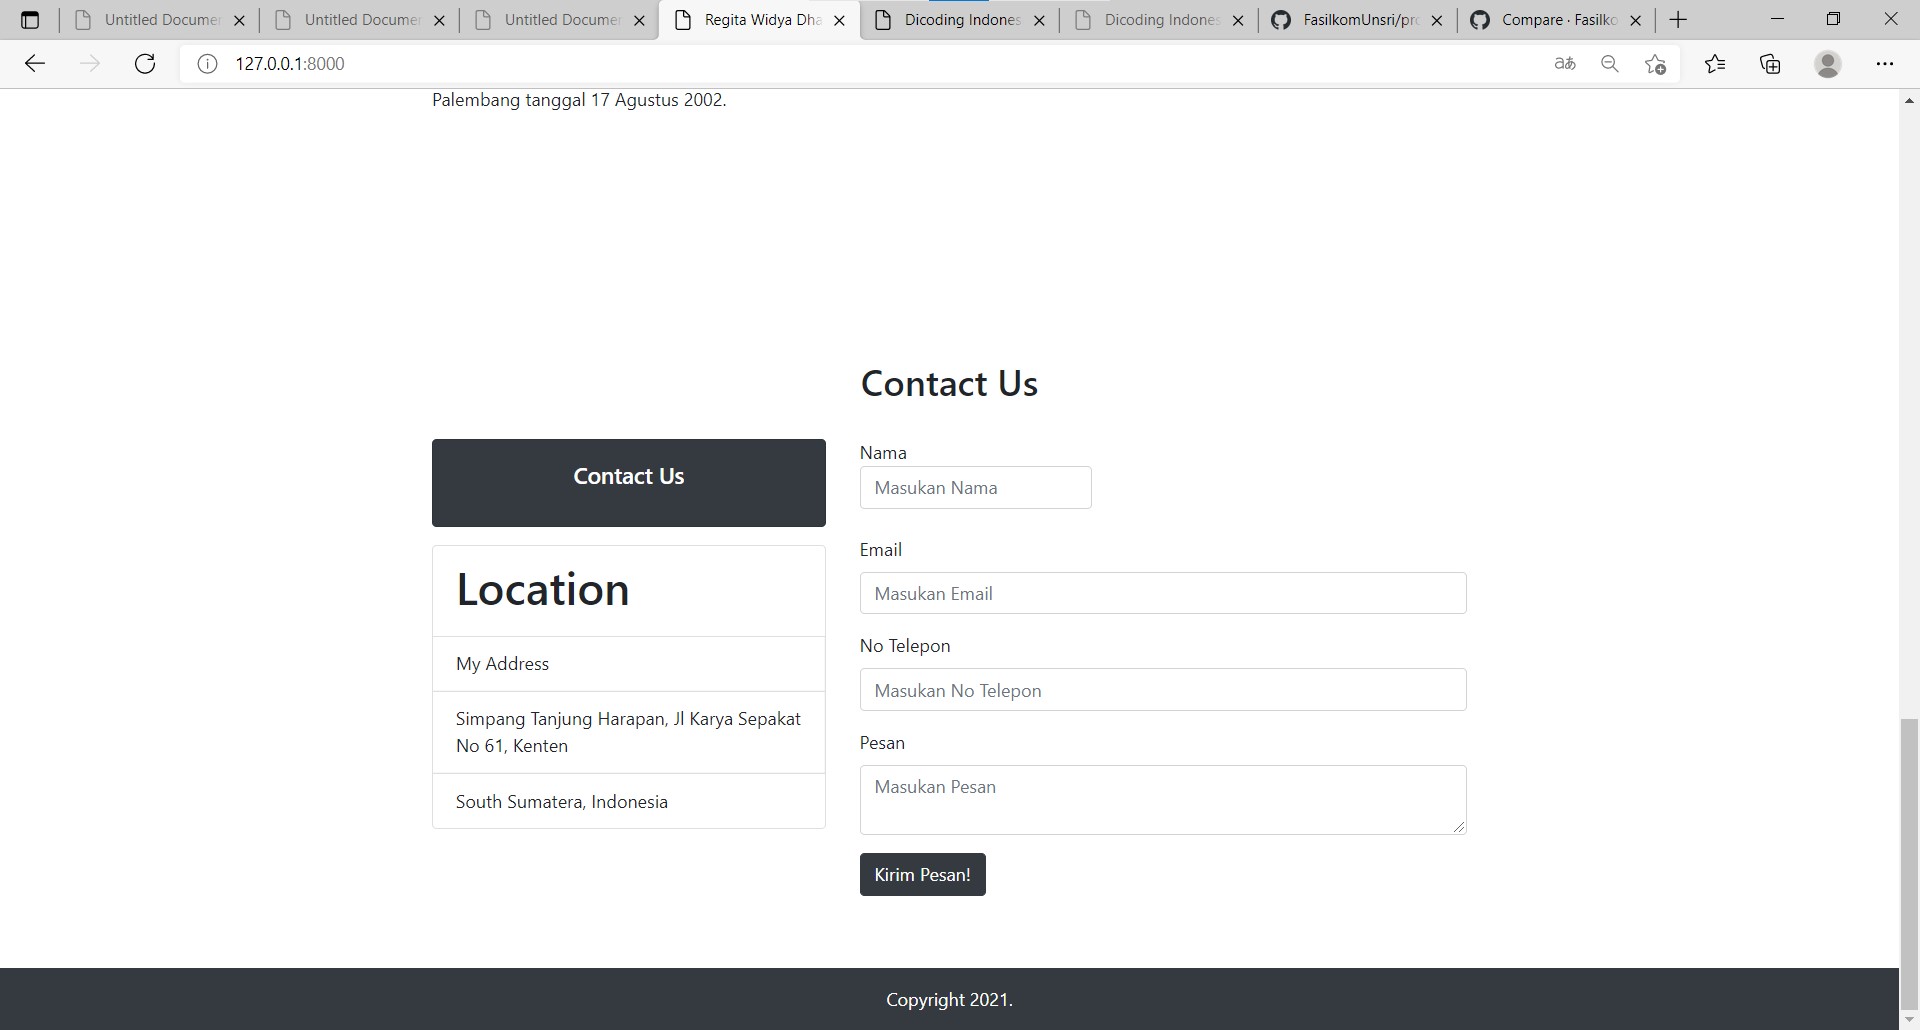 Untitled Documen
Untitled Documen
Untitled Documen
Regita Widya Dha
Dicoding Indones
Dicoding Indones
FasilkomUnsri/pro
Compare · Fasilko
127.0.0.1:8000
Palembang tanggal 17 Agustus 2002.
Contact Us
Contact Us
Location
My Address
Simpang Tanjung Harapan, Jl Karya Sepakat
No 61, Kenten
South Sumatera, Indonesia
Nama
Masukan Nama
Email
Masukan Email
No Telepon
Masukan No Telepon
Pesan
Masukan Pesan
Kirim Pesan!
Copyright 2021.